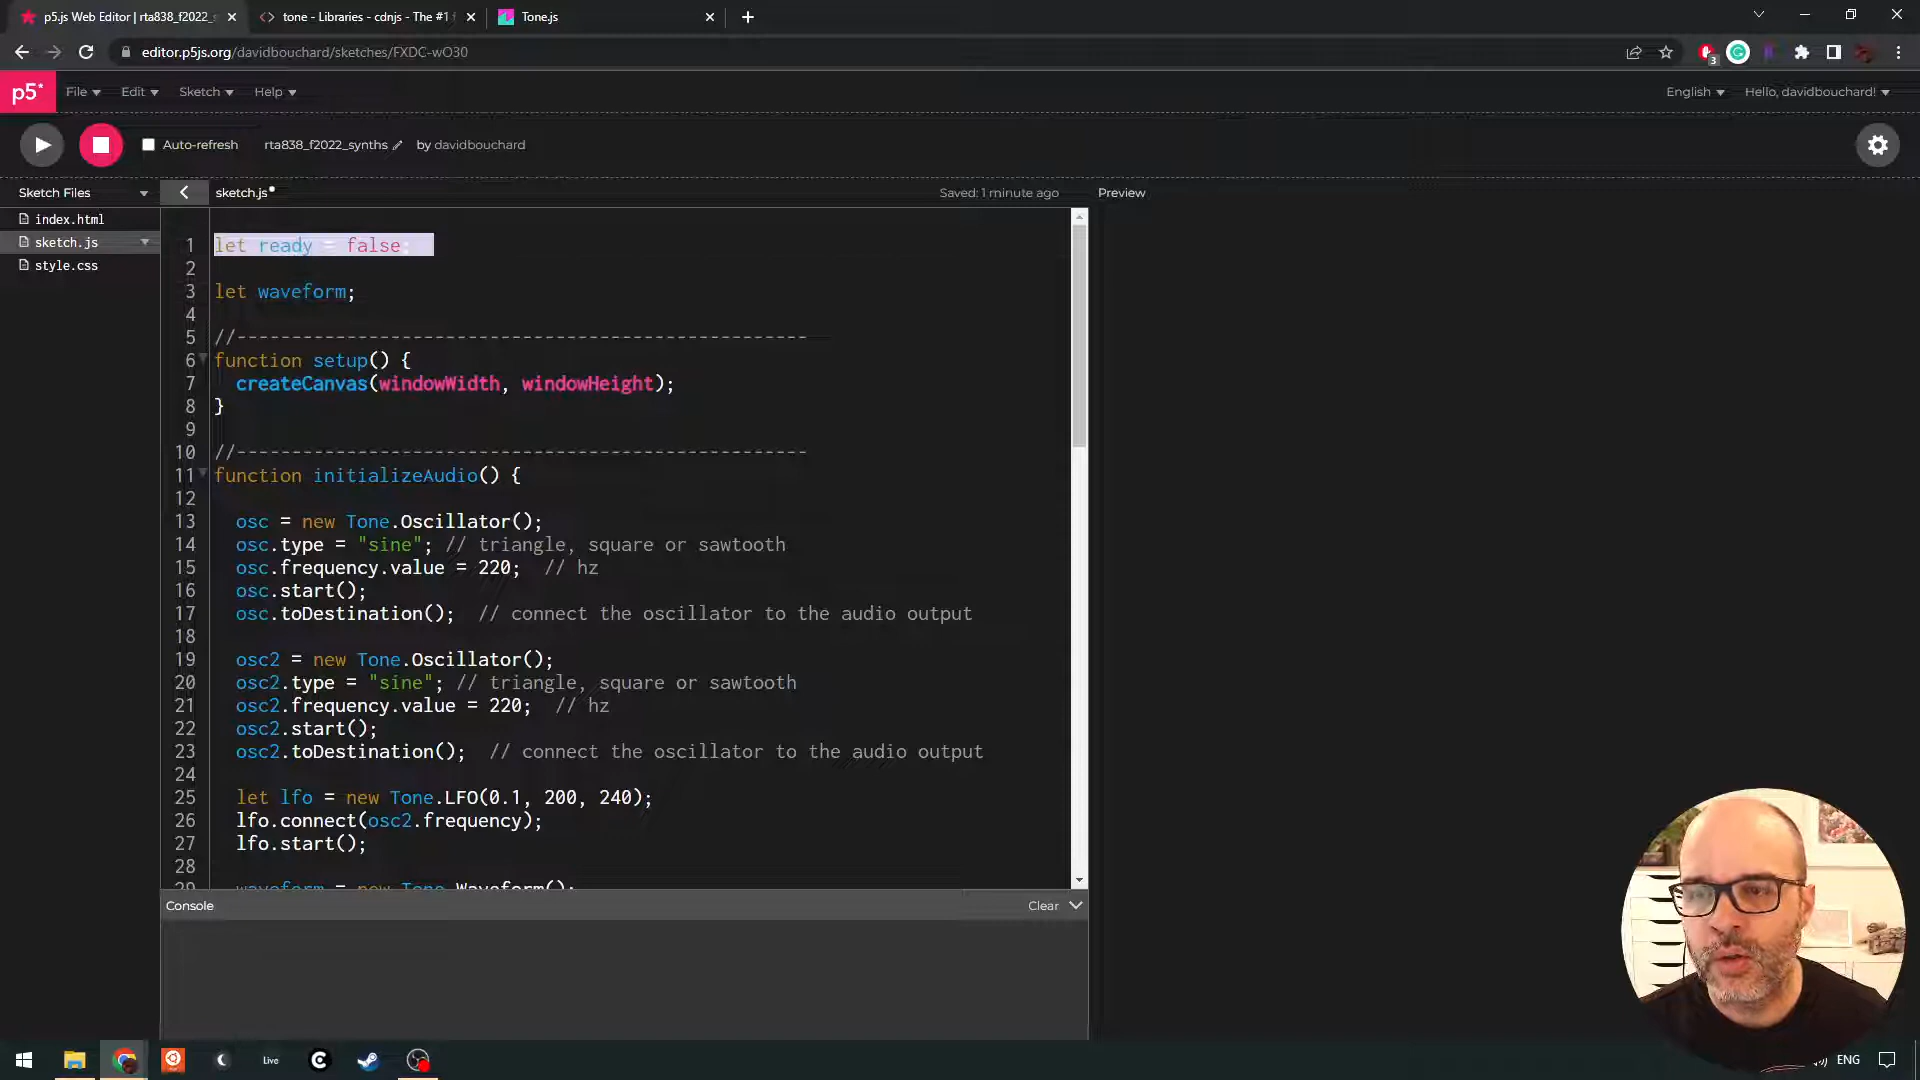 p5.js Web Editor | rta838_f2022_s
tone - Libraries - cdnjs - The #1 f
Tone.js
editor.p5js.org/davidbouchard/sketches/FXDC-wO30
3
p5*
File
Edit
Sketch
Help
English
Hello, davidbouchard!
Auto-refresh
rta838_f2022_synths
by davidbouchard
Sketch Files
sketch.js
Saved: 1 minute ago
Preview
index.html
sketch.js
style.css
1 let ready = false;
2
3 let waveform;
4
5 //----------------------------------------------------
6 function setup() {
7 createCanvas(windowWidth, windowHeight);
8 }
9
10 //----------------------------------------------------
11 function initializeAudio() {
12
13 osc = new Tone.Oscillator();
14 osc.type = "sine"; // triangle, square or sawtooth
15 osc.frequency.value = 220; // hz
16 osc.start();
17 osc.toDestination(); // connect the oscillator to the audio output
18
19 osc2 = new Tone.Oscillator();
20 osc2.type = "sine"; // triangle, square or sawtooth
21 osc2.frequency.value = 220; // hz
22 osc2.start();
23 osc2.toDestination(); // connect the oscillator to the audio output
24
25 let lfo = new Tone.LFO(0.1, 200, 240);
26 lfo.connect(osc2.frequency);
27 lfo.start();
28
29 waveform = new Tone.Waveform();
Console
Clear
Live
ENG